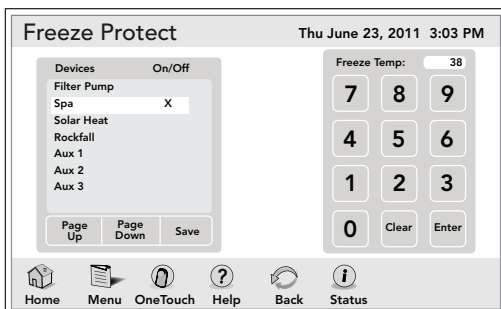 Freeze Protect
Thu June 23, 2011 3:03 PM
Devices On/Off
Filter Pump
Spa X
Solar Heat
Rockfall
Aux 1
Aux 2
Aux 3
Page Up Page Down Save
Freeze Temp: 38
7 8 9
4 5 6
1 2 3
0 Clear Enter
? i
Home Menu OneTouch Help Back Status